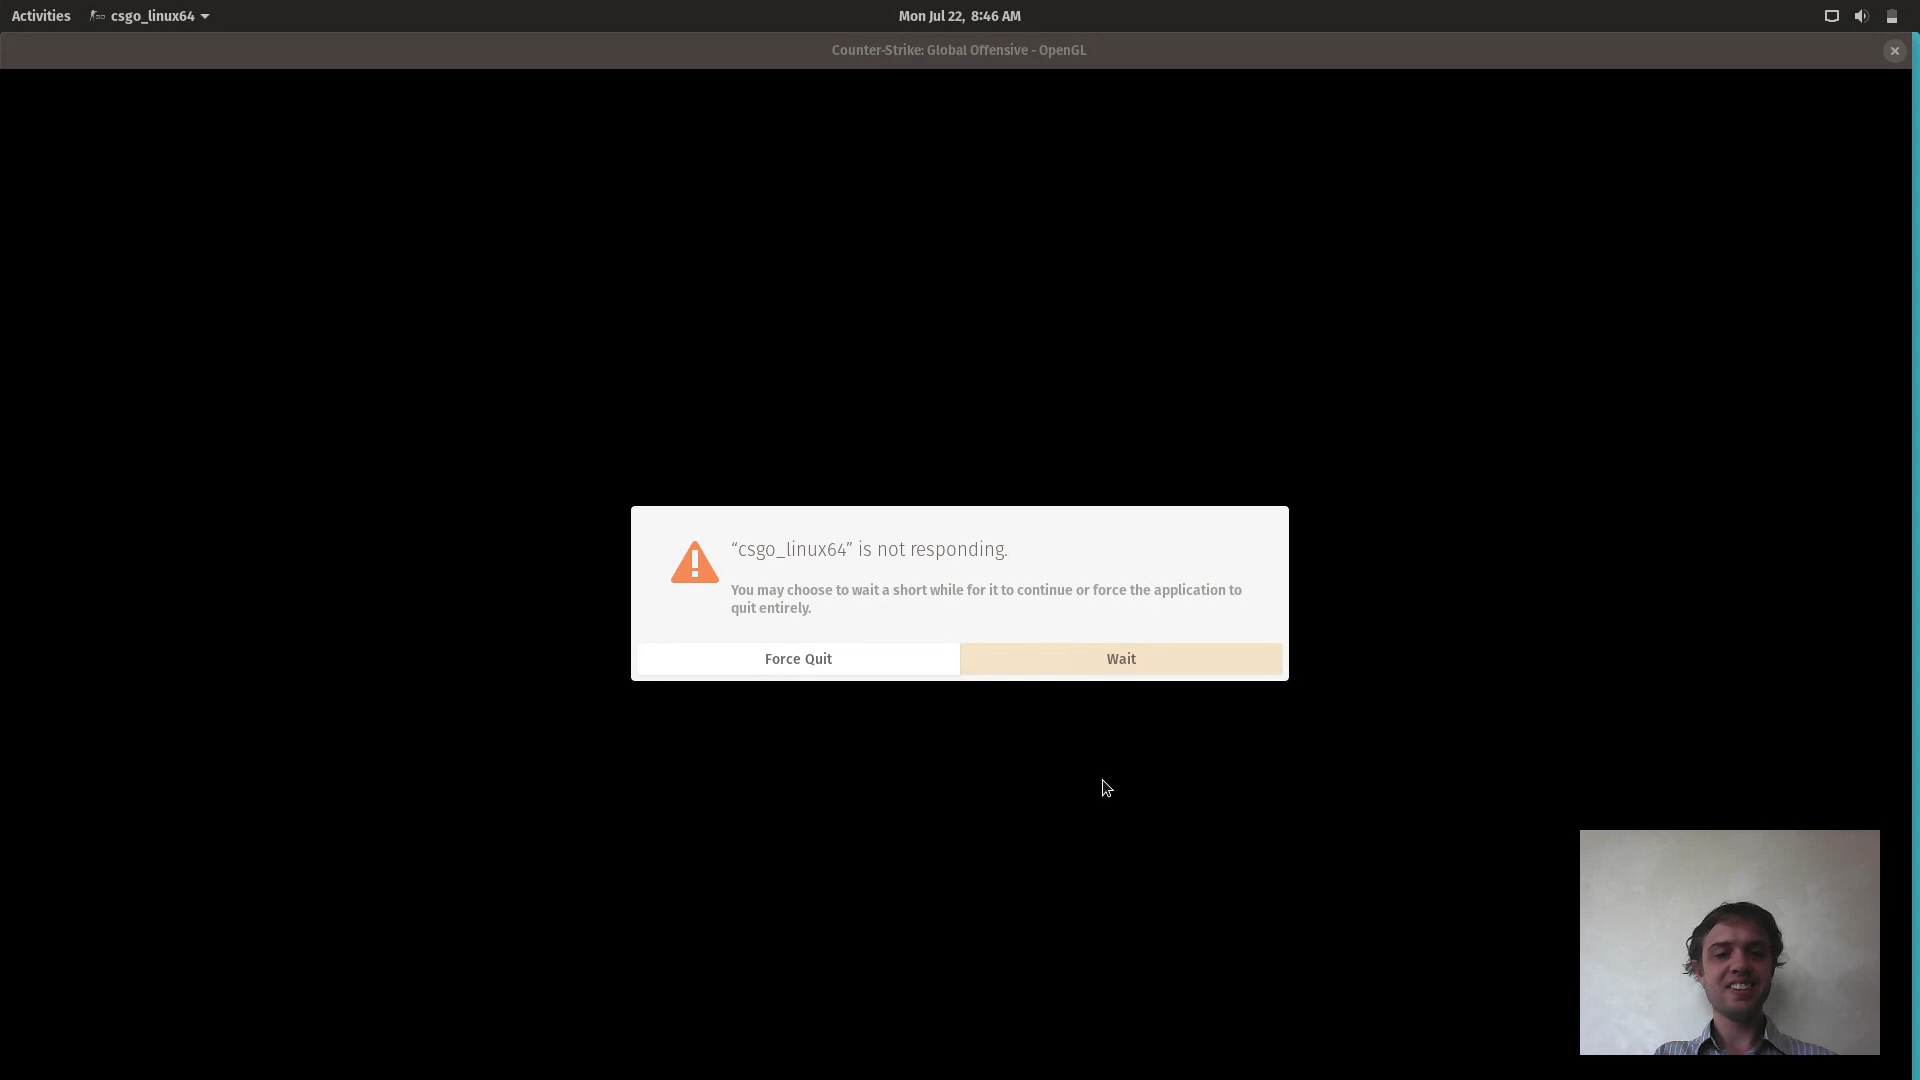 Activities csgo_linux64 Mon Jul 22, 8:46 AM
Counter-Strike: Global Offensive - OpenGL
“csgo_linux64” is not responding.
You may choose to wait a short while for it to continue or force the application to
quit entirely.
Force Quit Wait